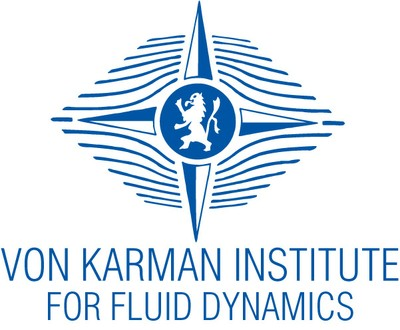 VON KARMAN INSTITUTE
FOR FLUID DYNAMICS